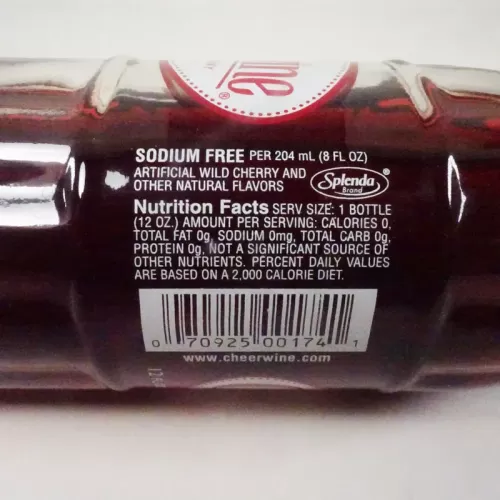 ine
®
SODIUM FREE PER 204 mL (8 FL OZ)
ARTIFICIAL WILD CHERRY AND
OTHER NATURAL FLAVORS
Splenda®
Brand
Nutrition Facts SERV SIZE: 1 BOTTLE
(12 OZ.) AMOUNT PER SERVING: CALORIES 0,
TOTAL FAT 0g, SODIUM 0mg, TOTAL CARB 0g,
PROTEIN 0g, NOT A SIGNIFICANT SOURCE OF
OTHER NUTRIENTS. PERCENT DAILY VALUES
ARE BASED ON A 2,000 CALORIE DIET.
0 70925 00174 1
www.cheerwine.com